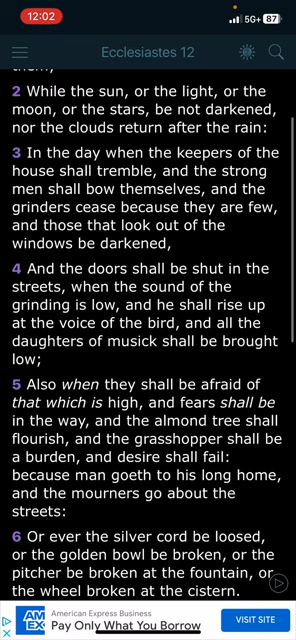 12:02
5G+ 87
Ecclesiastes 12
them;
2 While the sun, or the light, or the
moon, or the stars, be not darkened,
nor the clouds return after the rain:
3 In the day when the keepers of the
house shall tremble, and the strong
men shall bow themselves, and the
grinders cease because they are few,
and those that look out of the
windows be darkened,
4 And the doors shall be shut in the
streets, when the sound of the
grinding is low, and he shall rise up
at the voice of the bird, and all the
daughters of musick shall be brought
low;
5 Also when they shall be afraid of
that which is high, and fears shall be
in the way, and the almond tree shall
flourish, and the grasshopper shall be
a burden, and desire shall fail:
because man goeth to his long home,
and the mourners go about the
streets:
6 Or ever the silver cord be loosed,
or the golden bowl be broken, or the
pitcher be broken at the fountain, or
the wheel broken at the cistern.
AM
EX
American Express Business
Pay Only What You Borrow
VISIT SITE